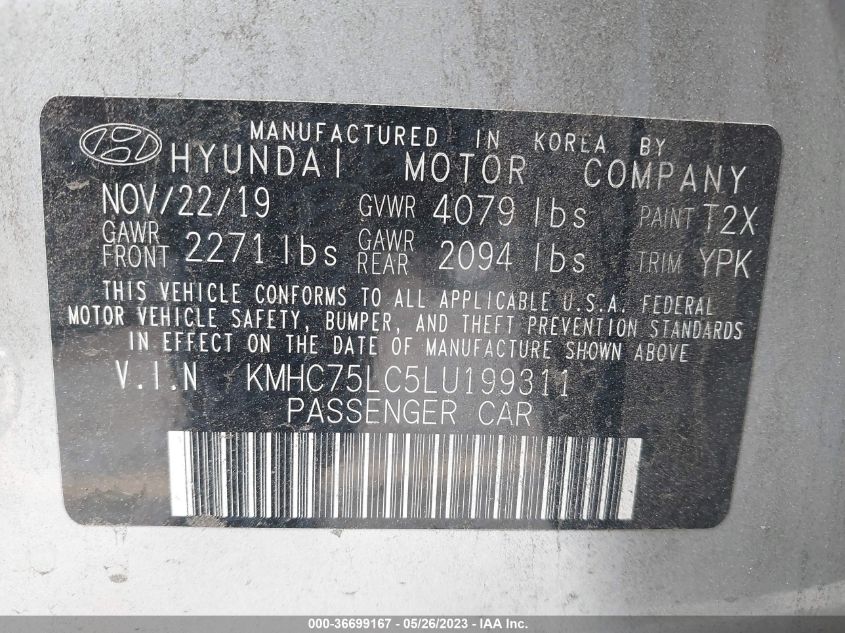 MANUFACTURED IN KOREA BY
HYUNDAI MOTOR COMPANY
NOV/22/19 GVWR 4079 lbs PAINT T2X
GAWR FRONT 2271 lbs GAWR REAR 2094 lbs TRIM YPK
THIS VEHICLE CONFORMS TO ALL APPLICABLE U.S.A. FEDERAL
MOTOR VEHICLE SAFETY, BUMPER, AND THEFT PREVENTION STANDARDS
IN EFFECT ON THE DATE OF MANUFACTURE SHOWN ABOVE
V.I.N KMHC75LC5LU199311
PASSENGER CAR
000-36699167 - 05/26/2023 - IAA Inc.